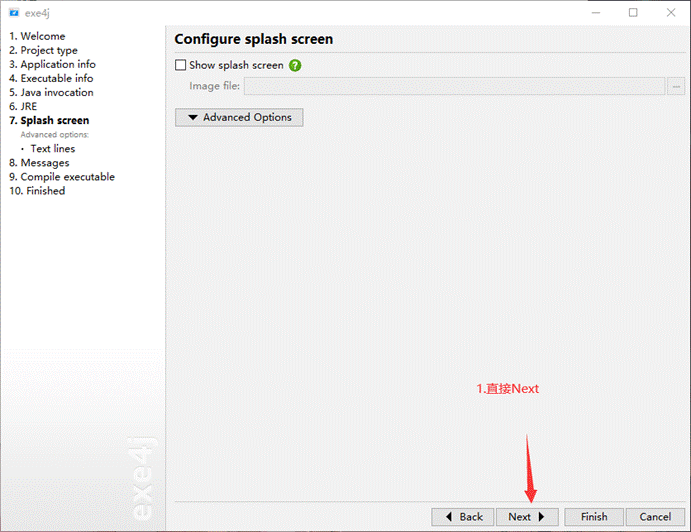 exe4j
1. Welcome
2. Project type
3. Application info
4. Executable info
5. Java invocation
6. JRE
7. Splash screen
Advanced options:
· Text lines
8. Messages
9. Compile executable
10. Finished
exe4j
Configure splash screen
Show splash screen ?
Image file: ...
Advanced Options
1.直接Next
Back Next Finish Cancel